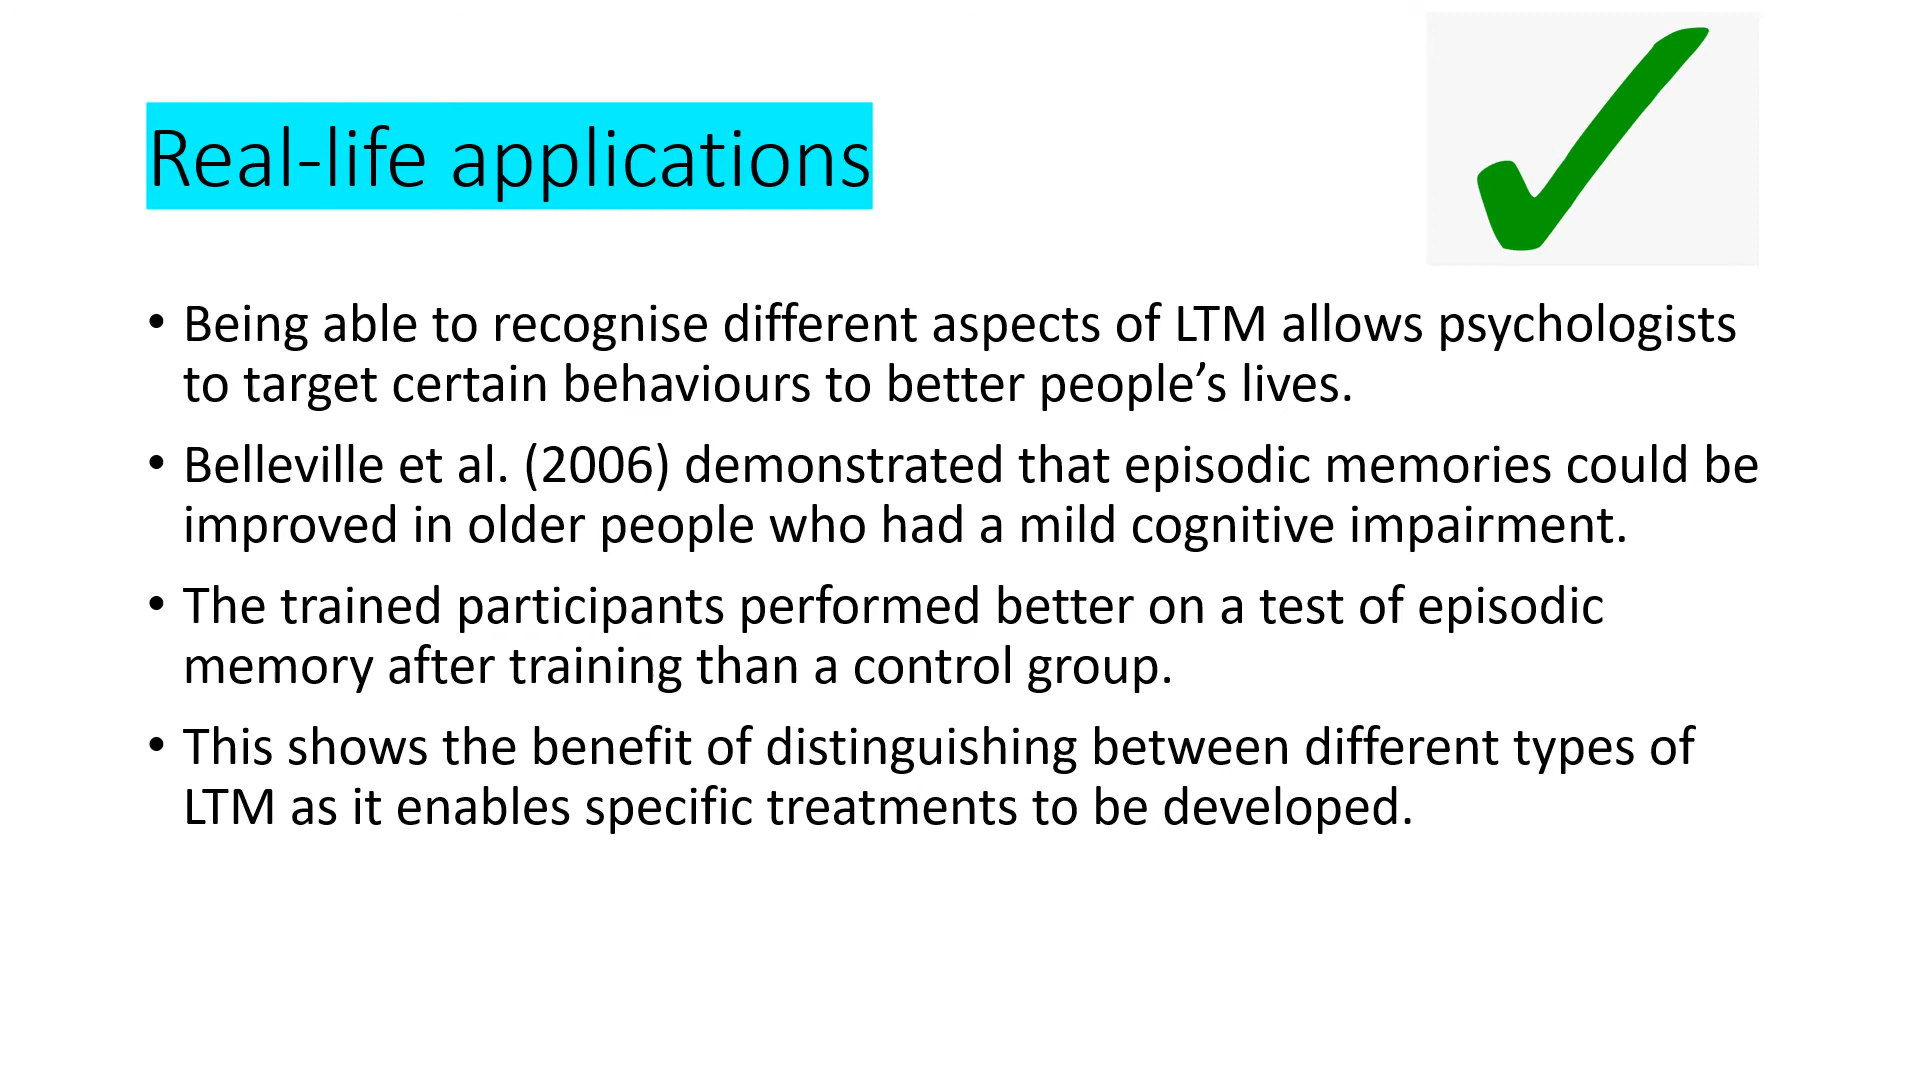 Real-life applications
• Being able to recognise different aspects of LTM allows psychologists
to target certain behaviours to better people’s lives.
• Belleville et al. (2006) demonstrated that episodic memories could be
improved in older people who had a mild cognitive impairment.
• The trained participants performed better on a test of episodic
memory after training than a control group.
• This shows the benefit of distinguishing between different types of
LTM as it enables specific treatments to be developed.